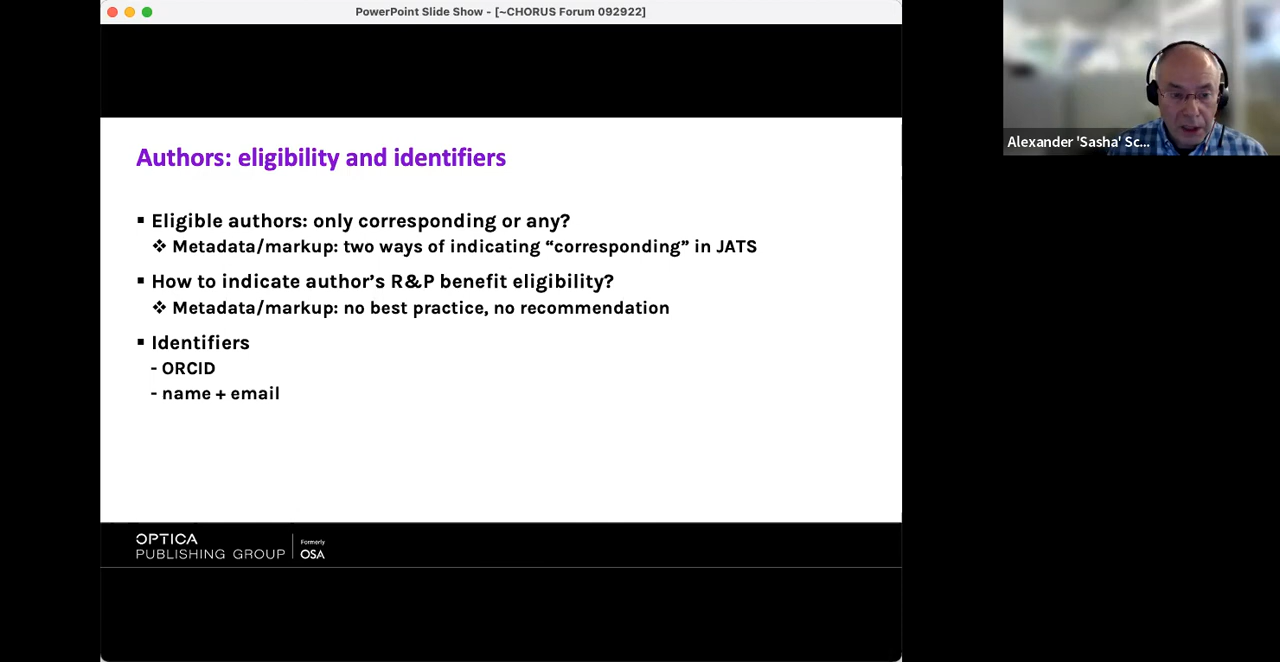 PowerPoint Slide Show - [~CHORUS Forum 092922]
Authors: eligibility and identifiers
▪ Eligible authors: only corresponding or any?
❖ Metadata/markup: two ways of indicating “corresponding” in JATS
▪ How to indicate author’s R&P benefit eligibility?
❖ Metadata/markup: no best practice, no recommendation
▪ Identifiers
- ORCID
- name + email
OPTICA
PUBLISHING GROUP
Formerly
OSA
Alexander 'Sasha' Sc...